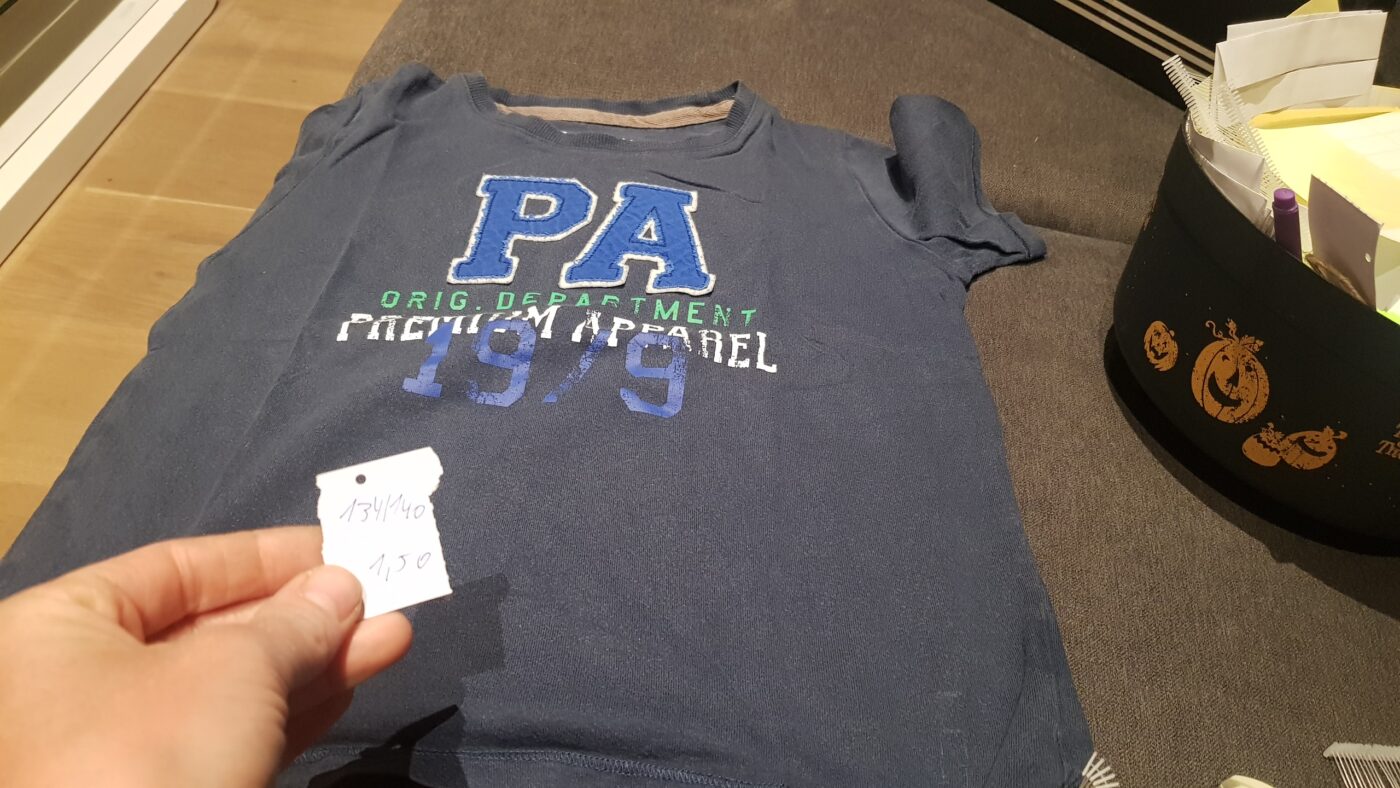 PA
ORIG. DEPARTMENT
PREMIUM APPAREL
1979
134/140
1,50